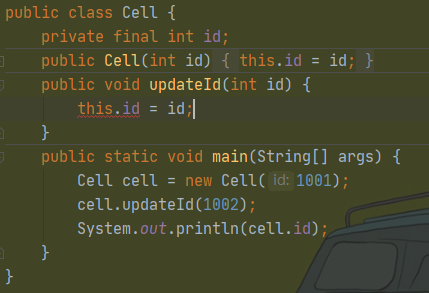 public class Cell {
    private final int id;
    public Cell(int id) { this.id = id; }
    public void updateId(int id) {
        this.id = id;
    }
    public static void main(String[] args) {
        Cell cell = new Cell( id: 1001);
        cell.updateId(1002);
        System.out.println(cell.id);
    }
}